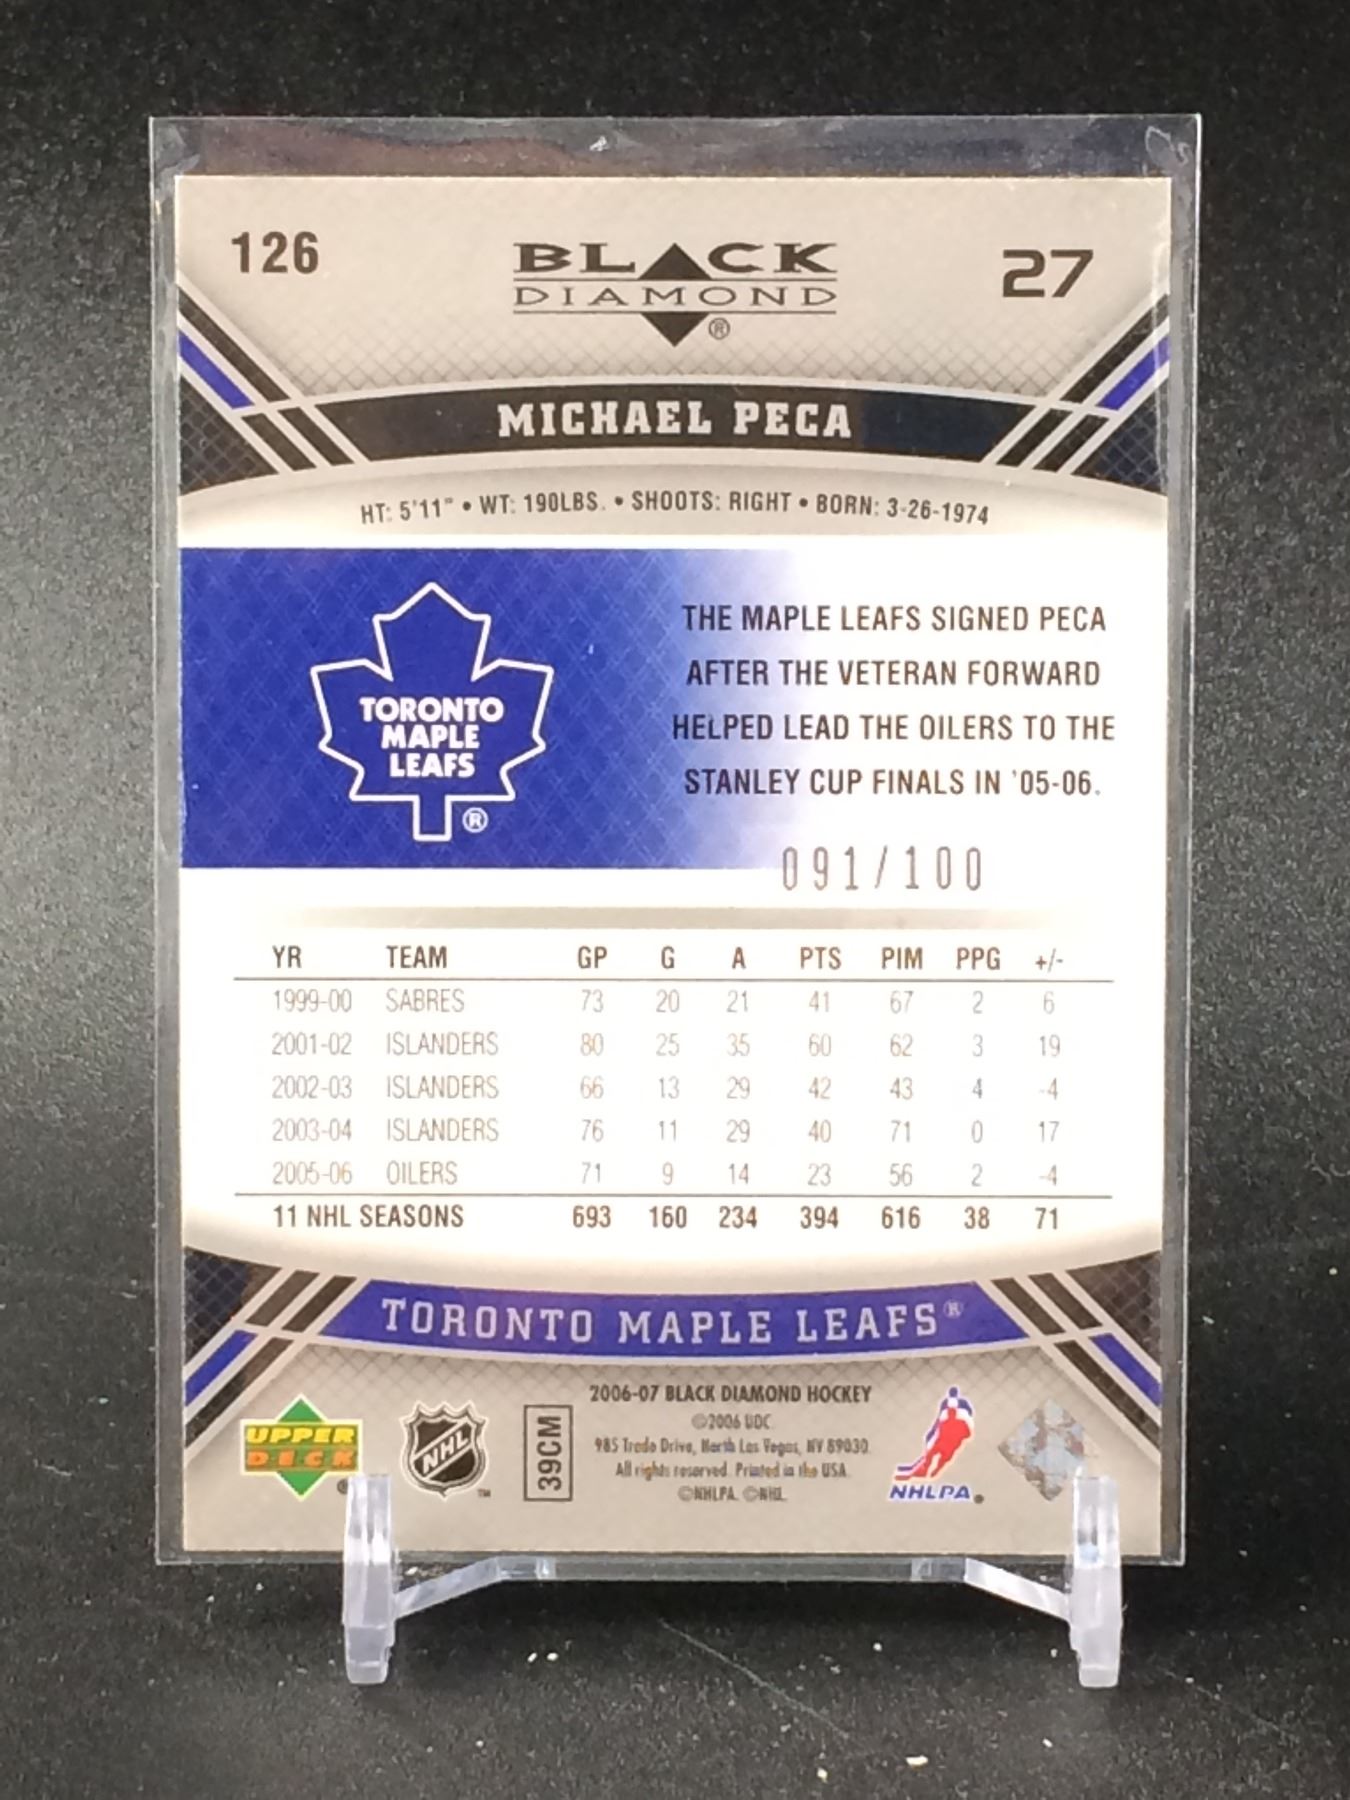 126
BLACK
DIAMOND®
27
MICHAEL PECA
HT: 5'11" • WT: 190LBS. • SHOOTS: RIGHT • BORN: 3-26-1974
TORONTO
MAPLE
LEAFS
®
THE MAPLE LEAFS SIGNED PECA
AFTER THE VETERAN FORWARD
HELPED LEAD THE OILERS TO THE
STANLEY CUP FINALS IN '05-06.
091/100
YR TEAM GP G A PTS PIM PPG +/-
1999-00 SABRES 73 20 21 41 67 2 6
2001-02 ISLANDERS 80 25 35 60 62 3 19
2002-03 ISLANDERS 66 13 29 42 43 4 -4
2003-04 ISLANDERS 76 11 29 40 71 0 17
2005-06 OILERS 71 9 14 23 56 2 -4
11 NHL SEASONS 693 160 234 394 616 38 71
TORONTO MAPLE LEAFS®
UPPER
DECK
®
NHL
™
39CM
2006-07 BLACK DIAMOND HOCKEY
©2006 UDC.
985 Trade Drive, North Las Vegas, NV 89030.
All rights reserved. Printed in the USA.
©NHLPA. ©NHL.
NHLPA®